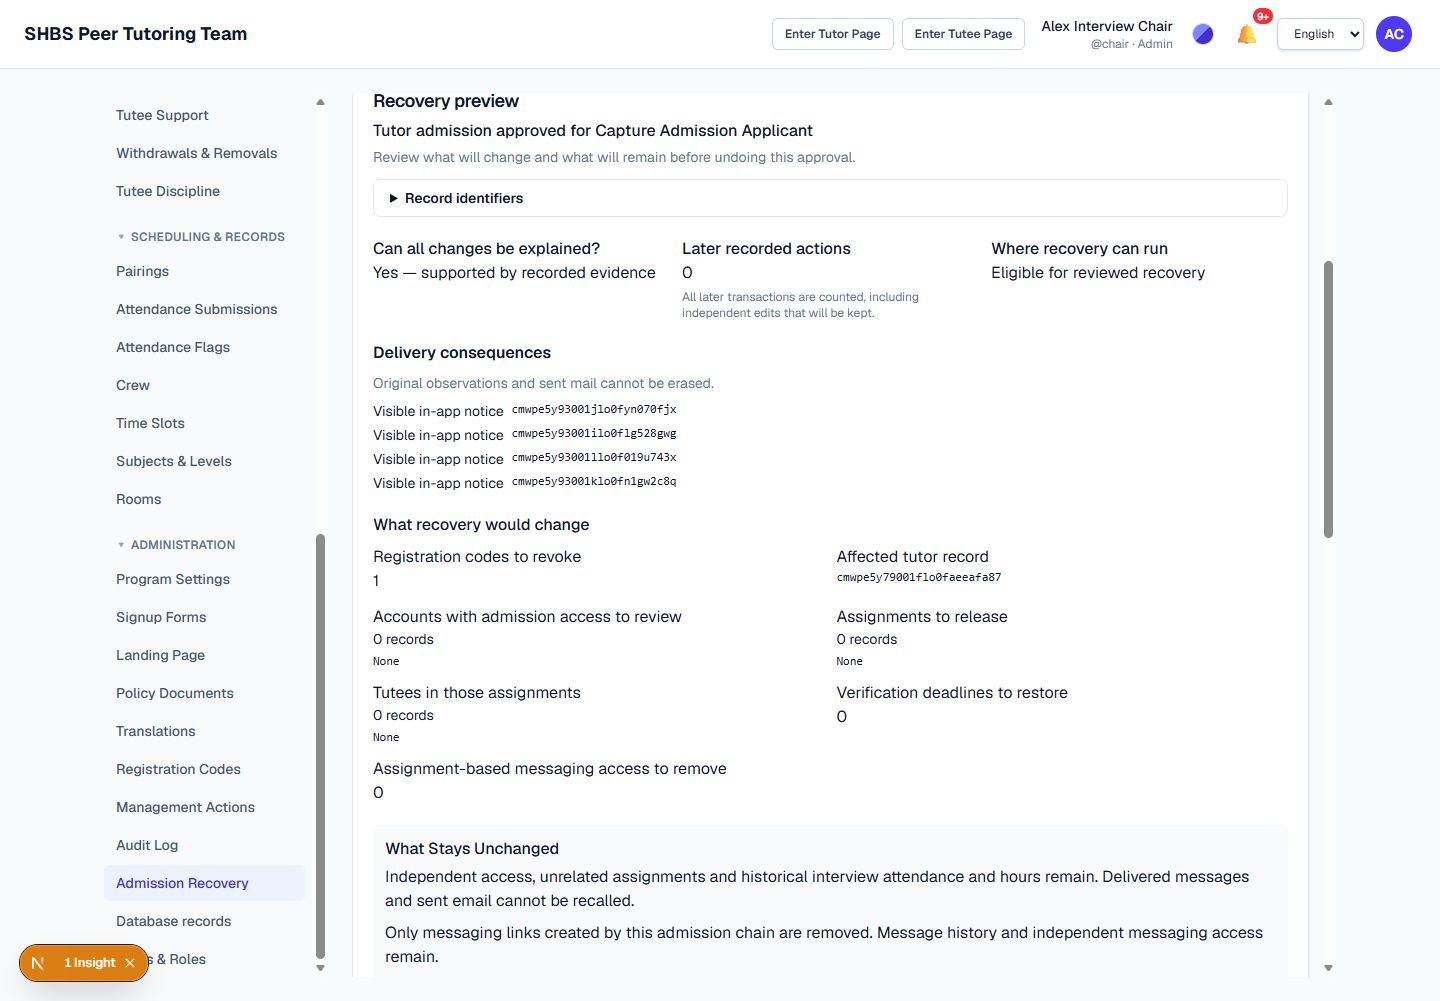 SHBS Peer Tutoring Team
Enter Tutor Page
Enter Tutee Page
Alex Interview Chair
@chair · Admin
9+
English
AC
Tutee Support
Withdrawals & Removals
Tutee Discipline
SCHEDULING & RECORDS
Pairings
Attendance Submissions
Attendance Flags
Crew
Time Slots
Subjects & Levels
Rooms
ADMINISTRATION
Program Settings
Signup Forms
Landing Page
Policy Documents
Translations
Registration Codes
Management Actions
Audit Log
Admission Recovery
Database records
s & Roles
1 Insight
Recovery preview
Tutor admission approved for Capture Admission Applicant
Review what will change and what will remain before undoing this approval.
Record identifiers
Can all changes be explained?
Yes — supported by recorded evidence
Later recorded actions
0
All later transactions are counted, including
independent edits that will be kept.
Where recovery can run
Eligible for reviewed recovery
Delivery consequences
Original observations and sent mail cannot be erased.
Visible in-app notice cmwpe5y93001jlo0fyn070fjx
Visible in-app notice cmwpe5y93001ilo0flg528gwg
Visible in-app notice cmwpe5y93001llo0f019u743x
Visible in-app notice cmwpe5y93001klo0fn1gw2c8q
What recovery would change
Registration codes to revoke
1
Affected tutor record
cmwpe5y79001flo0faeeafa87
Accounts with admission access to review
0 records
None
Assignments to release
0 records
None
Tutees in those assignments
0 records
None
Verification deadlines to restore
0
Assignment-based messaging access to remove
0
What Stays Unchanged
Independent access, unrelated assignments and historical interview attendance and hours remain. Delivered messages
and sent email cannot be recalled.
Only messaging links created by this admission chain are removed. Message history and independent messaging access
remain.